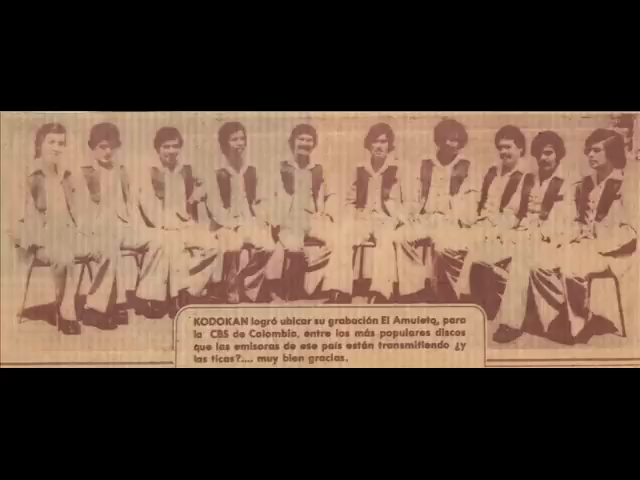 KODOKAN logró ubicar su grabación El Amuleto, para
la CBS de Colombia, entre los más populares discos
que las emisoras de ese país están transmitiendo ¿y
las ticas?.... muy bien gracias.